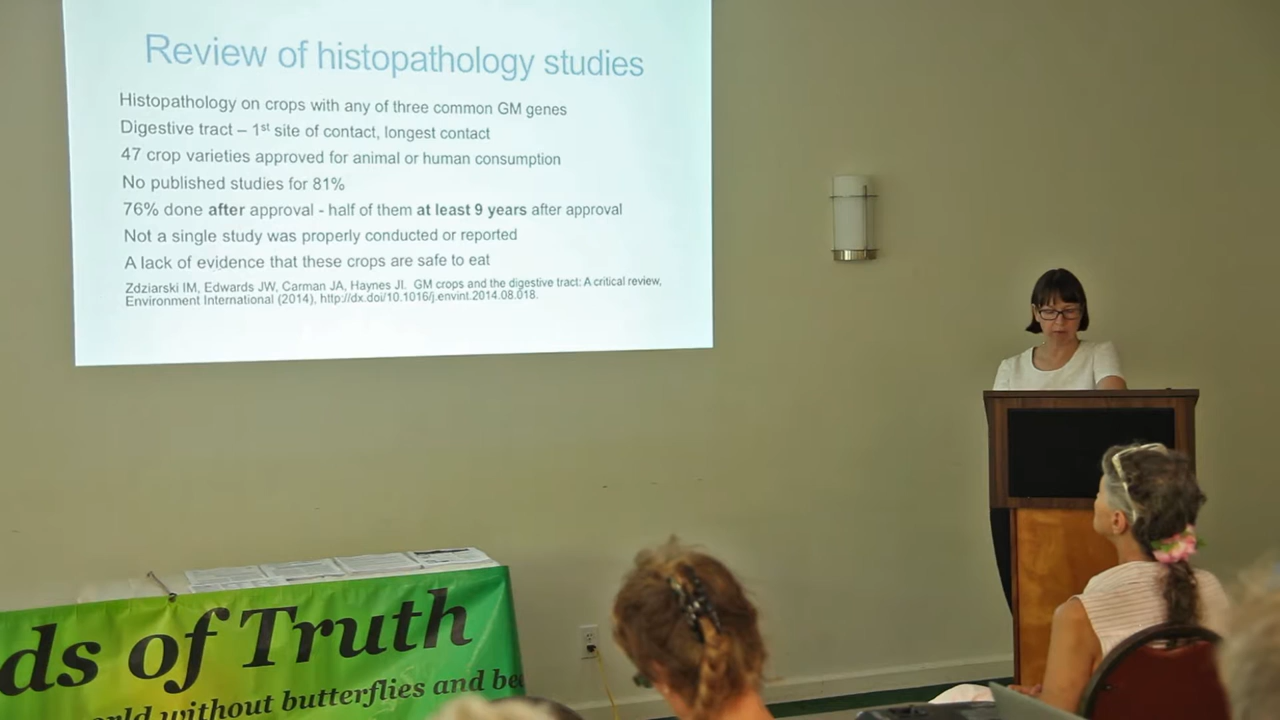 Review of histopathology studies
Histopathology on crops with any of three common GM genes
Digestive tract – 1st site of contact, longest contact
47 crop varieties approved for animal or human consumption
No published studies for 81%
76% done after approval - half of them at least 9 years after approval
Not a single study was properly conducted or reported
A lack of evidence that these crops are safe to eat
Zdziarski IM, Edwards JW, Carman JA, Haynes JI. GM crops and the digestive tract: A critical review,
Environment International (2014), http://dx.doi/10.1016/j.envint.2014.08.018.
ds of Truth
without butterflies and